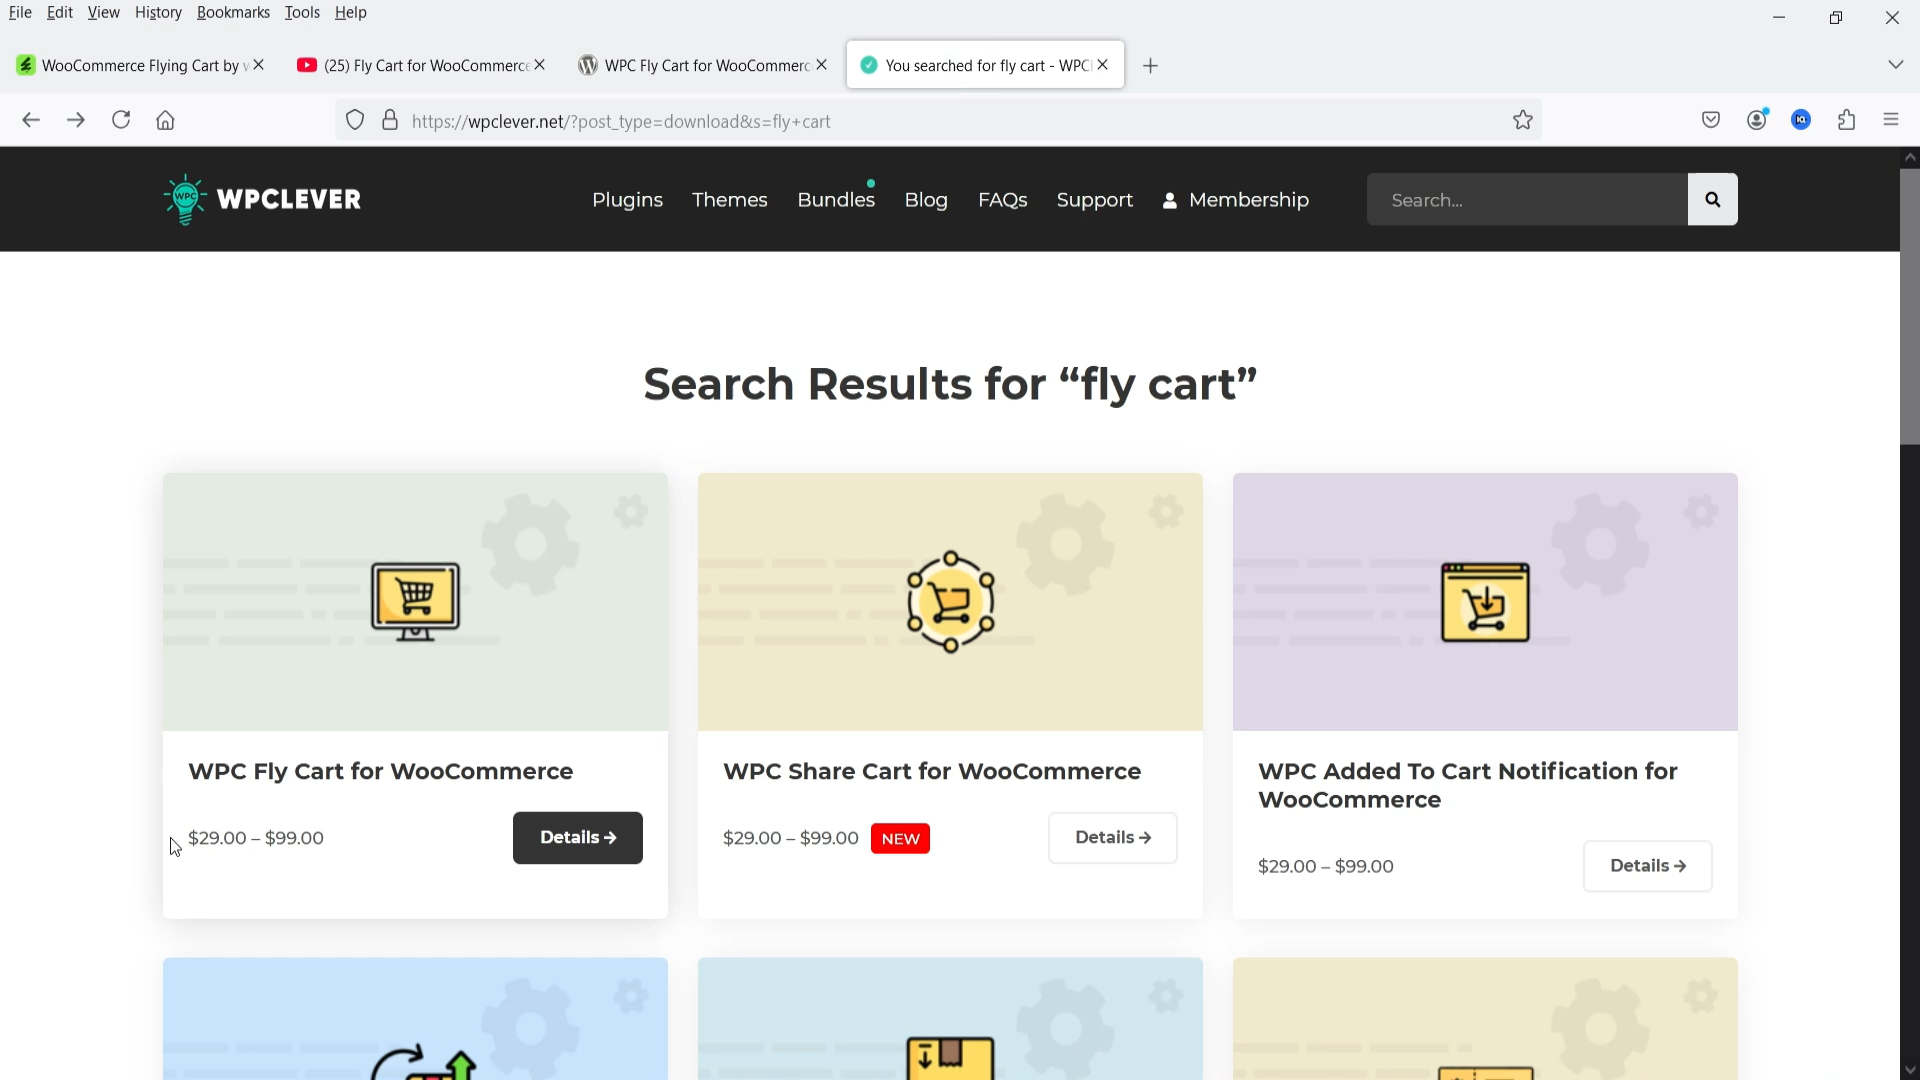 File Edit View History Bookmarks Tools Help
WooCommerce Flying Cart by
(25) Fly Cart for WooCommerce
WPC Fly Cart for WooCommerc
You searched for fly cart - WPC
https://wpclever.net/?post_type=download&s=fly+cart
WPC
WPCLEVER
Plugins Themes Bundles Blog FAQs Support Membership
Search...
Search Results for “fly cart”
WPC Fly Cart for WooCommerce
$29.00 – $99.00
Details →
WPC Share Cart for WooCommerce
$29.00 – $99.00 NEW
Details →
WPC Added To Cart Notification for
WooCommerce
$29.00 – $99.00
Details →